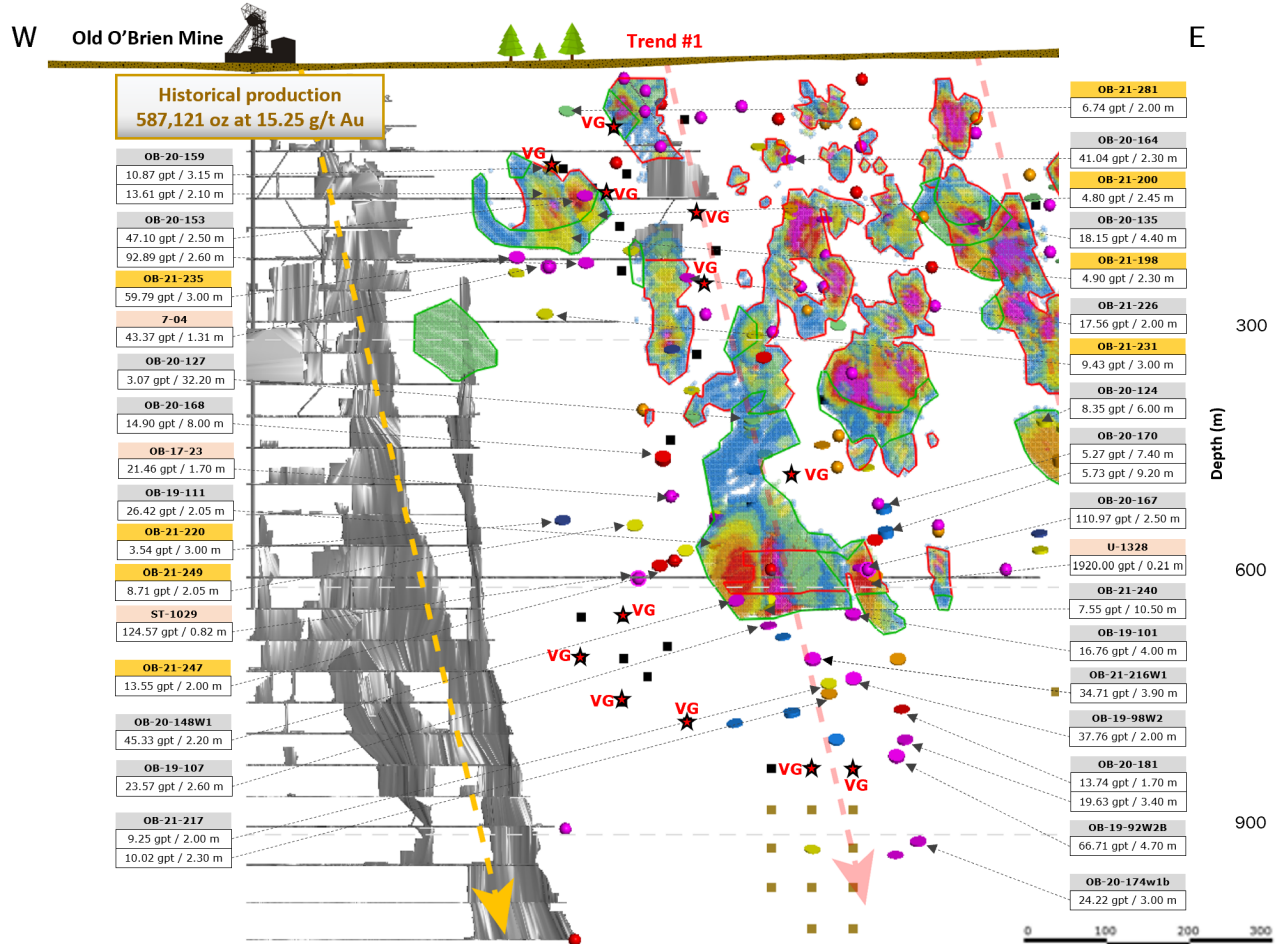 W
Old O'Brien Mine
Trend #1
E
Historical production
587,121 oz at 15.25 g/t Au
OB-20-159
10.87 gpt / 3.15 m
13.61 gpt / 2.10 m
OB-20-153
47.10 gpt / 2.50 m
92.89 gpt / 2.60 m
OB-21-235
59.79 gpt / 3.00 m
7-04
43.37 gpt / 1.31 m
OB-20-127
3.07 gpt / 32.20 m
OB-20-168
14.90 gpt / 8.00 m
OB-17-23
21.46 gpt / 1.70 m
OB-19-111
26.42 gpt / 2.05 m
OB-21-220
3.54 gpt / 3.00 m
OB-21-249
8.71 gpt / 2.05 m
ST-1029
124.57 gpt / 0.82 m
OB-21-247
13.55 gpt / 2.00 m
OB-20-148W1
45.33 gpt / 2.20 m
OB-19-107
23.57 gpt / 2.60 m
OB-21-217
9.25 gpt / 2.00 m
10.02 gpt / 2.30 m
VG
VG
VG
VG
VG
VG
VG
VG
VG
VG
VG
VG
OB-21-281
6.74 gpt / 2.00 m
OB-20-164
41.04 gpt / 2.30 m
OB-21-200
4.80 gpt / 2.45 m
OB-20-135
18.15 gpt / 4.40 m
OB-21-198
4.90 gpt / 2.30 m
OB-21-226
17.56 gpt / 2.00 m
OB-21-231
9.43 gpt / 3.00 m
OB-20-124
8.35 gpt / 6.00 m
OB-20-170
5.27 gpt / 7.40 m
5.73 gpt / 9.20 m
OB-20-167
110.97 gpt / 2.50 m
U-1328
1920.00 gpt / 0.21 m
OB-21-240
7.55 gpt / 10.50 m
OB-19-101
16.76 gpt / 4.00 m
OB-21-216W1
34.71 gpt / 3.90 m
OB-19-98W2
37.76 gpt / 2.00 m
OB-20-181
13.74 gpt / 1.70 m
19.63 gpt / 3.40 m
OB-19-92W2B
66.71 gpt / 4.70 m
OB-20-174w1b
24.22 gpt / 3.00 m
300
Depth (m)
600
900
0 100 200 300